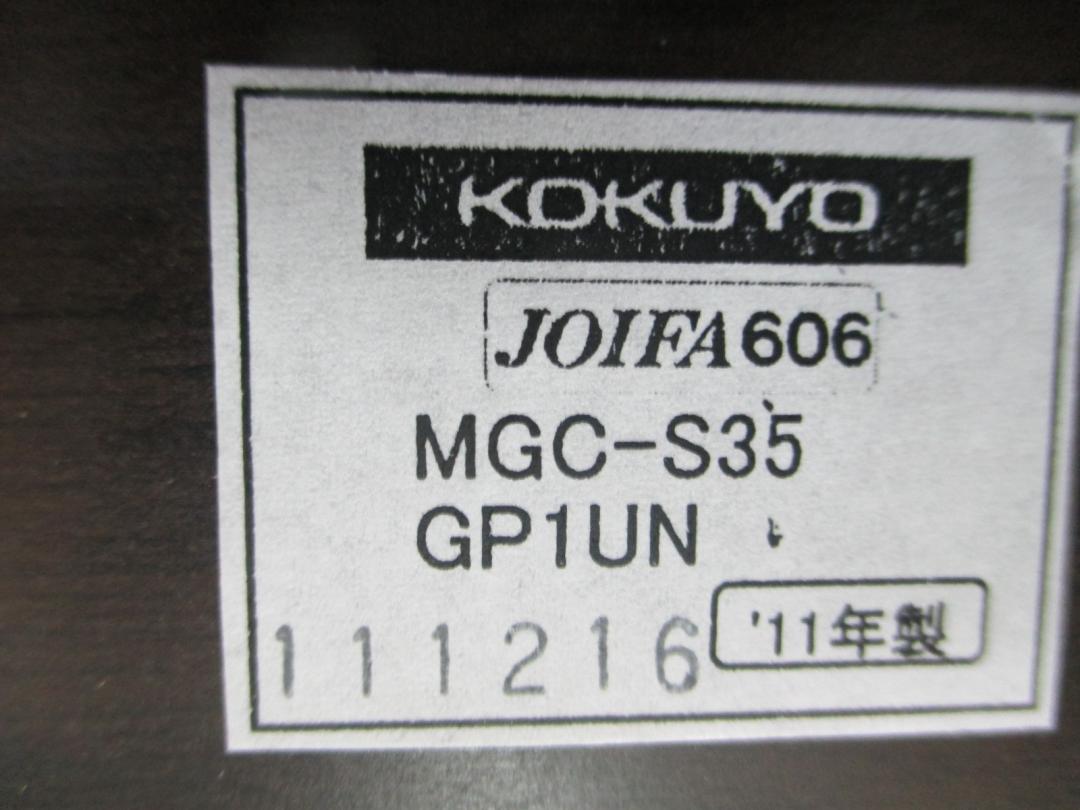 KOKUYO
JOIFA606
MGC-S35
GP1UN
111216 '11年製